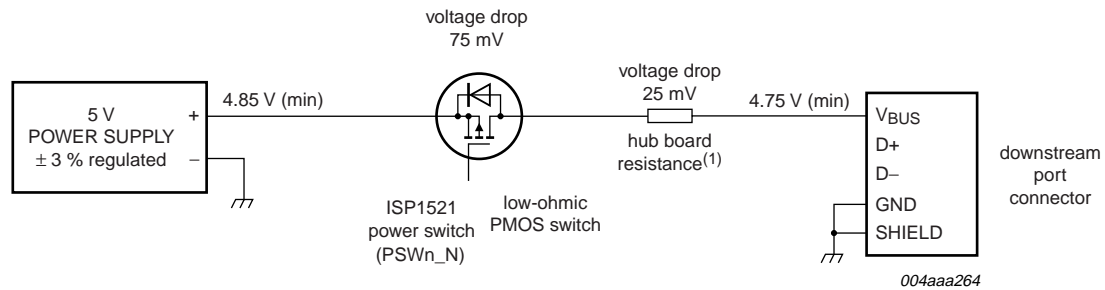 voltage drop
75 mV
voltage drop
25 mV
4.85 V (min)
4.75 V (min)
5 V
POWER SUPPLY
± 3 % regulated
+
−
hub board
resistance(1)
ISP1521
power switch
(PSWn_N)
low-ohmic
PMOS switch
VBUS
D+
D−
GND
SHIELD
downstream
port
connector
004aaa264